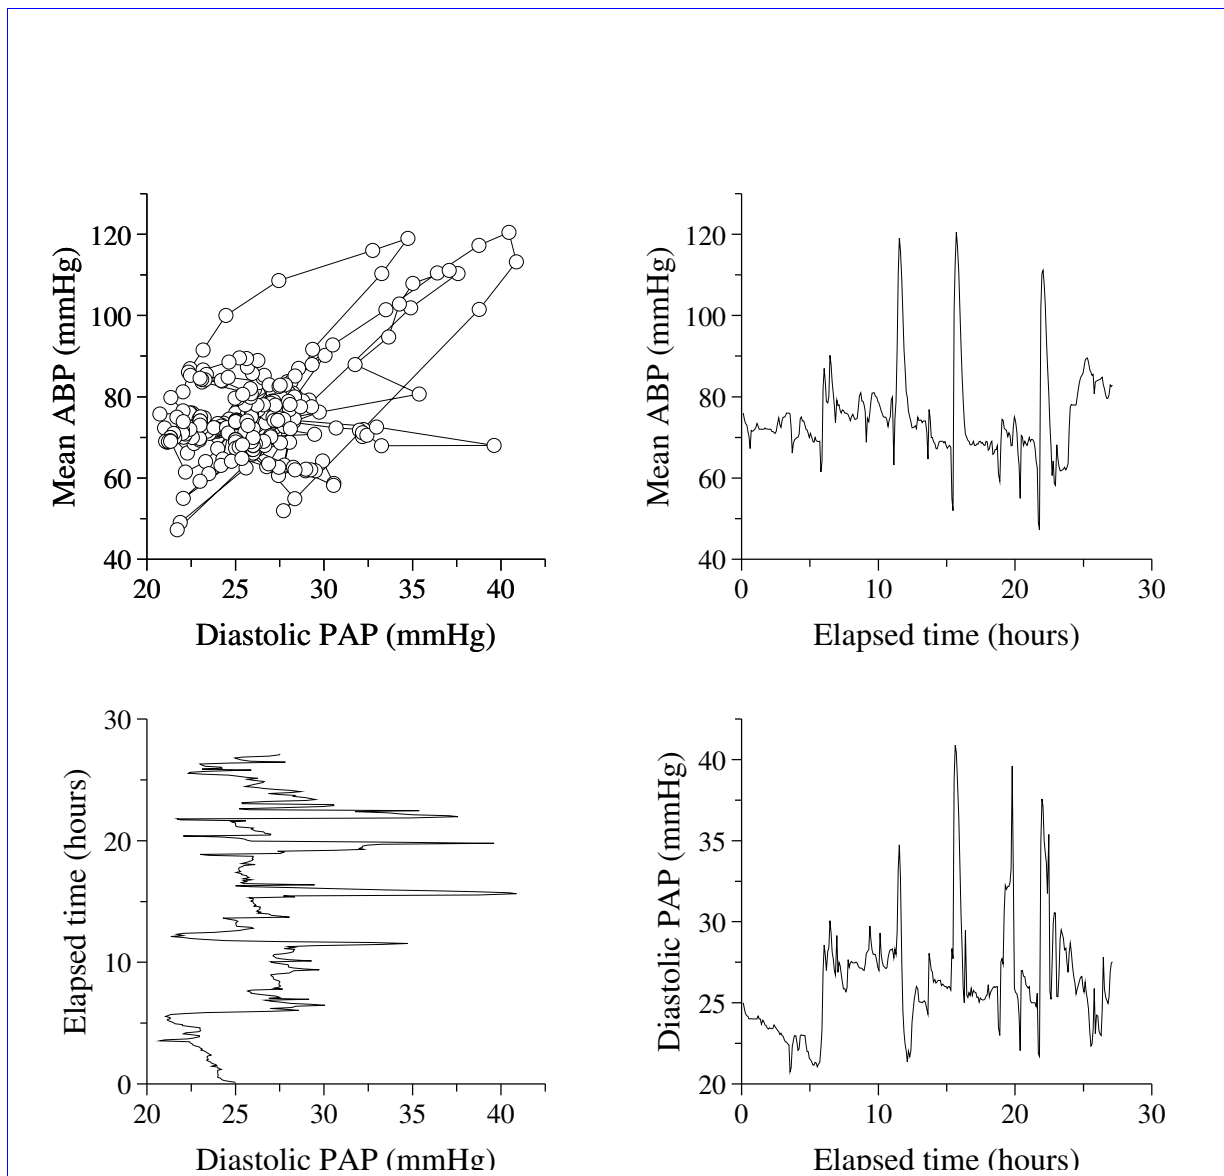 120
100
80
60
40
20 25 30 35 40
Mean ABP (mmHg)
Diastolic PAP (mmHg)
120
100
80
60
40
0 10 20 30
Mean ABP (mmHg)
Elapsed time (hours)
30
20
10
0
20 25 30 35 40
Elapsed time (hours)
Diastolic PAP (mmHg)
40
35
30
25
20
0 10 20 30
Diastolic PAP (mmHg)
Elapsed time (hours)